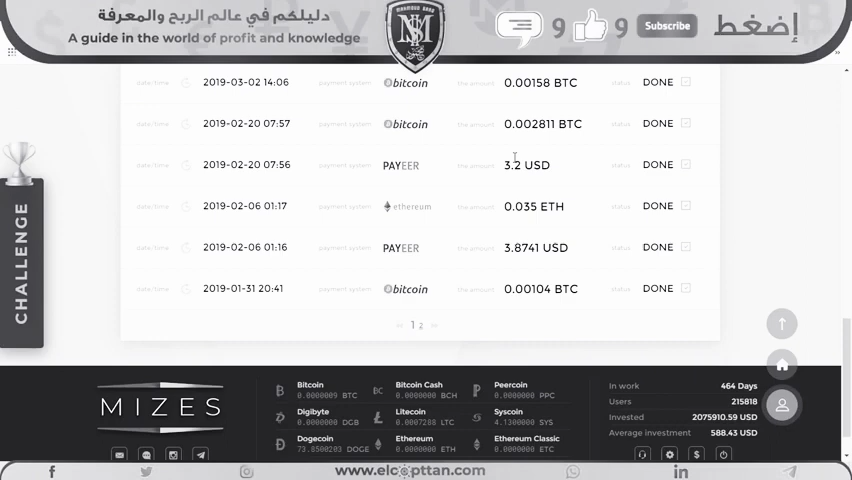 دليلكم في عالم الربح والمعرفة
A guide in the world of profit and knowledge
MAHMOUD BADR
9 9 Subscribe إضغط
date/time 2019-03-02 14:06 payment system bitcoin the amount 0.00158 BTC status DONE
date/time 2019-02-20 07:57 payment system bitcoin the amount 0.002811 BTC status DONE
date/time 2019-02-20 07:56 payment system PAYEER the amount 3.2 USD status DONE
date/time 2019-02-06 01:17 payment system ethereum the amount 0.035 ETH status DONE
date/time 2019-02-06 01:16 payment system PAYEER the amount 3.8741 USD status DONE
date/time 2019-01-31 20:41 payment system bitcoin the amount 0.00104 BTC status DONE
« 1 2 »
CHALLENGE
MIZES
Bitcoin
0.0000009 BTC
Bitcoin Cash
0.0000000 BCH
Peercoin
0.0000000 PPC
Digibyte
0.0000000 DGB
Litecoin
0.0007288 LTC
Syscoin
4.1300000 SYS
Dogecoin
73.8500203 DOGE
Ethereum
0.0000000 ETH
Ethereum Classic
0.0000000 ETC
In work 464 Days
Users 215818
Invested 2075910.59 USD
Average investment 588.43 USD
www.elcopttan.com